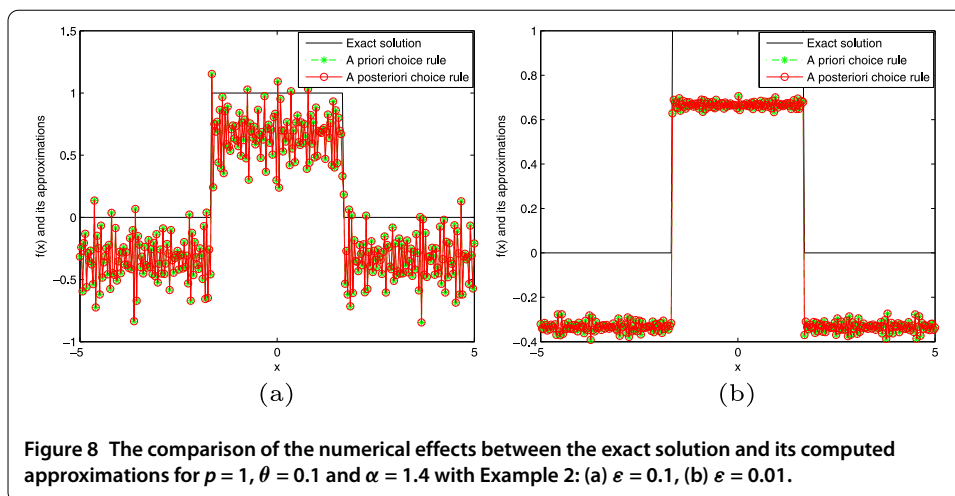 1.5
1
0.5
0
−0.5
−1
−5
0
5
f(x) and its approximations
x
Exact solution
A priori choice rule
A posteriori choice rule
(a)
1
0.8
0.6
0.4
0.2
0
−0.2
−0.4
−5
0
5
f(x) and its approximations
x
Exact solution
A priori choice rule
A posteriori choice rule
(b)
Figure 8 The comparison of the numerical effects between the exact solution and its computed
approximations for p = 1, θ = 0.1 and α = 1.4 with Example 2: (a) ε = 0.1, (b) ε = 0.01.